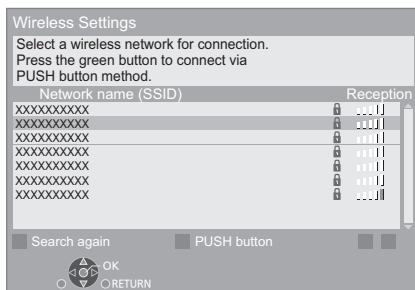 Wireless Settings
Select a wireless network for connection.
Press the green button to connect via
PUSH button method.
Network name (SSID) Reception
XXXXXXXXXX
XXXXXXXXXX
XXXXXXXXXX
XXXXXXXXXX
XXXXXXXXXX
XXXXXXXXXX
XXXXXXXXXX
Search again PUSH button
OK
RETURN